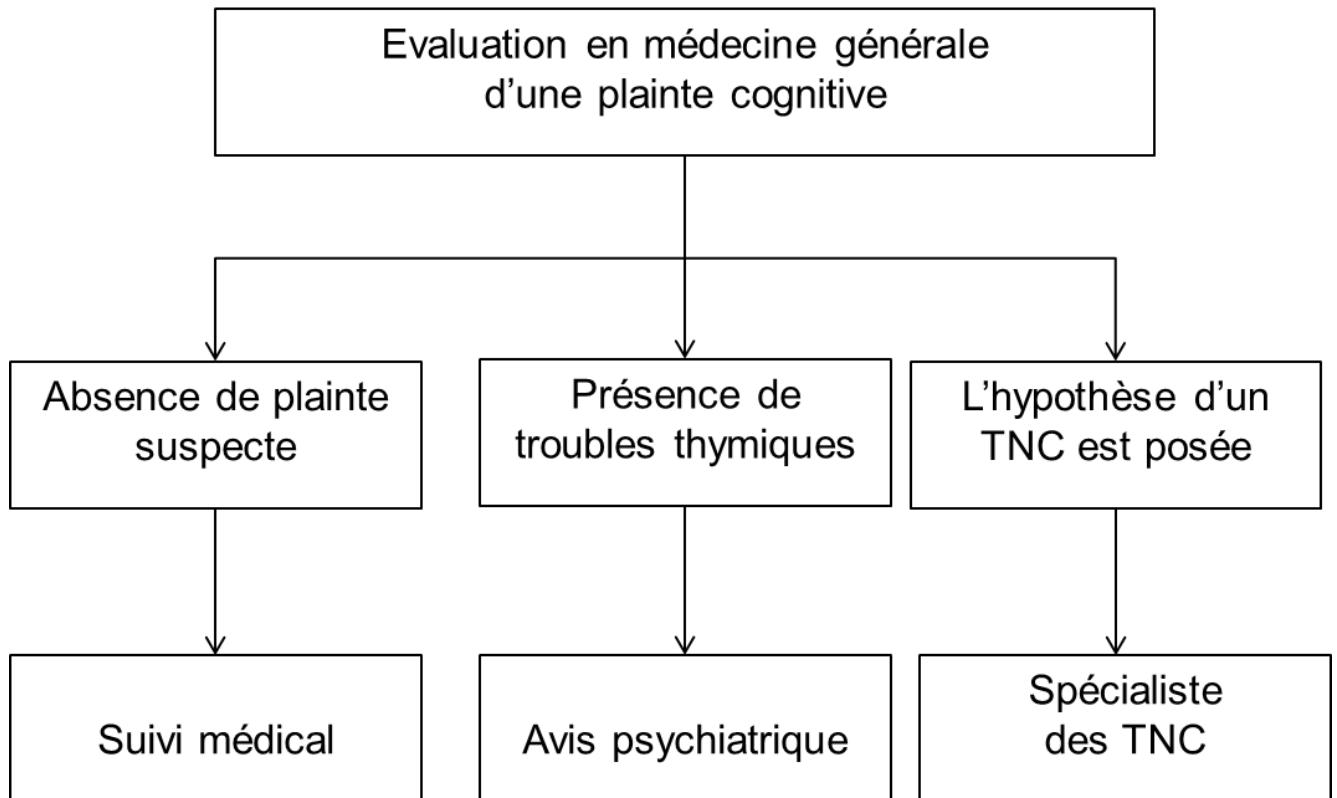 Evaluation en médecine générale
d’une plainte cognitive
Absence de plainte
suspecte
Présence de
troubles thymiques
L’hypothèse d’un
TNC est posée
Suivi médical
Avis psychiatrique
Spécialiste
des TNC